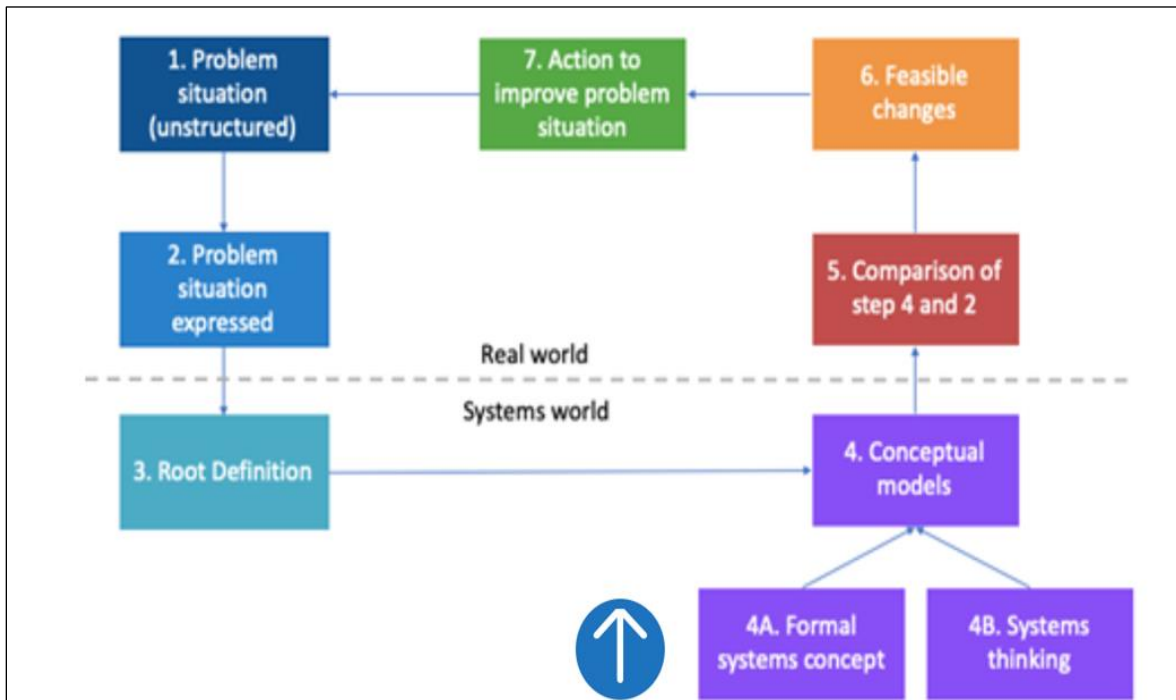 1. Problem
situation
(unstructured)
7. Action to
improve problem
situation
6. Feasible
changes
2. Problem
situation
expressed
5. Comparison of
step 4 and 2
Real world
Systems world
3. Root Definition
4. Conceptual
models
4A. Formal
systems concept
4B. Systems
thinking